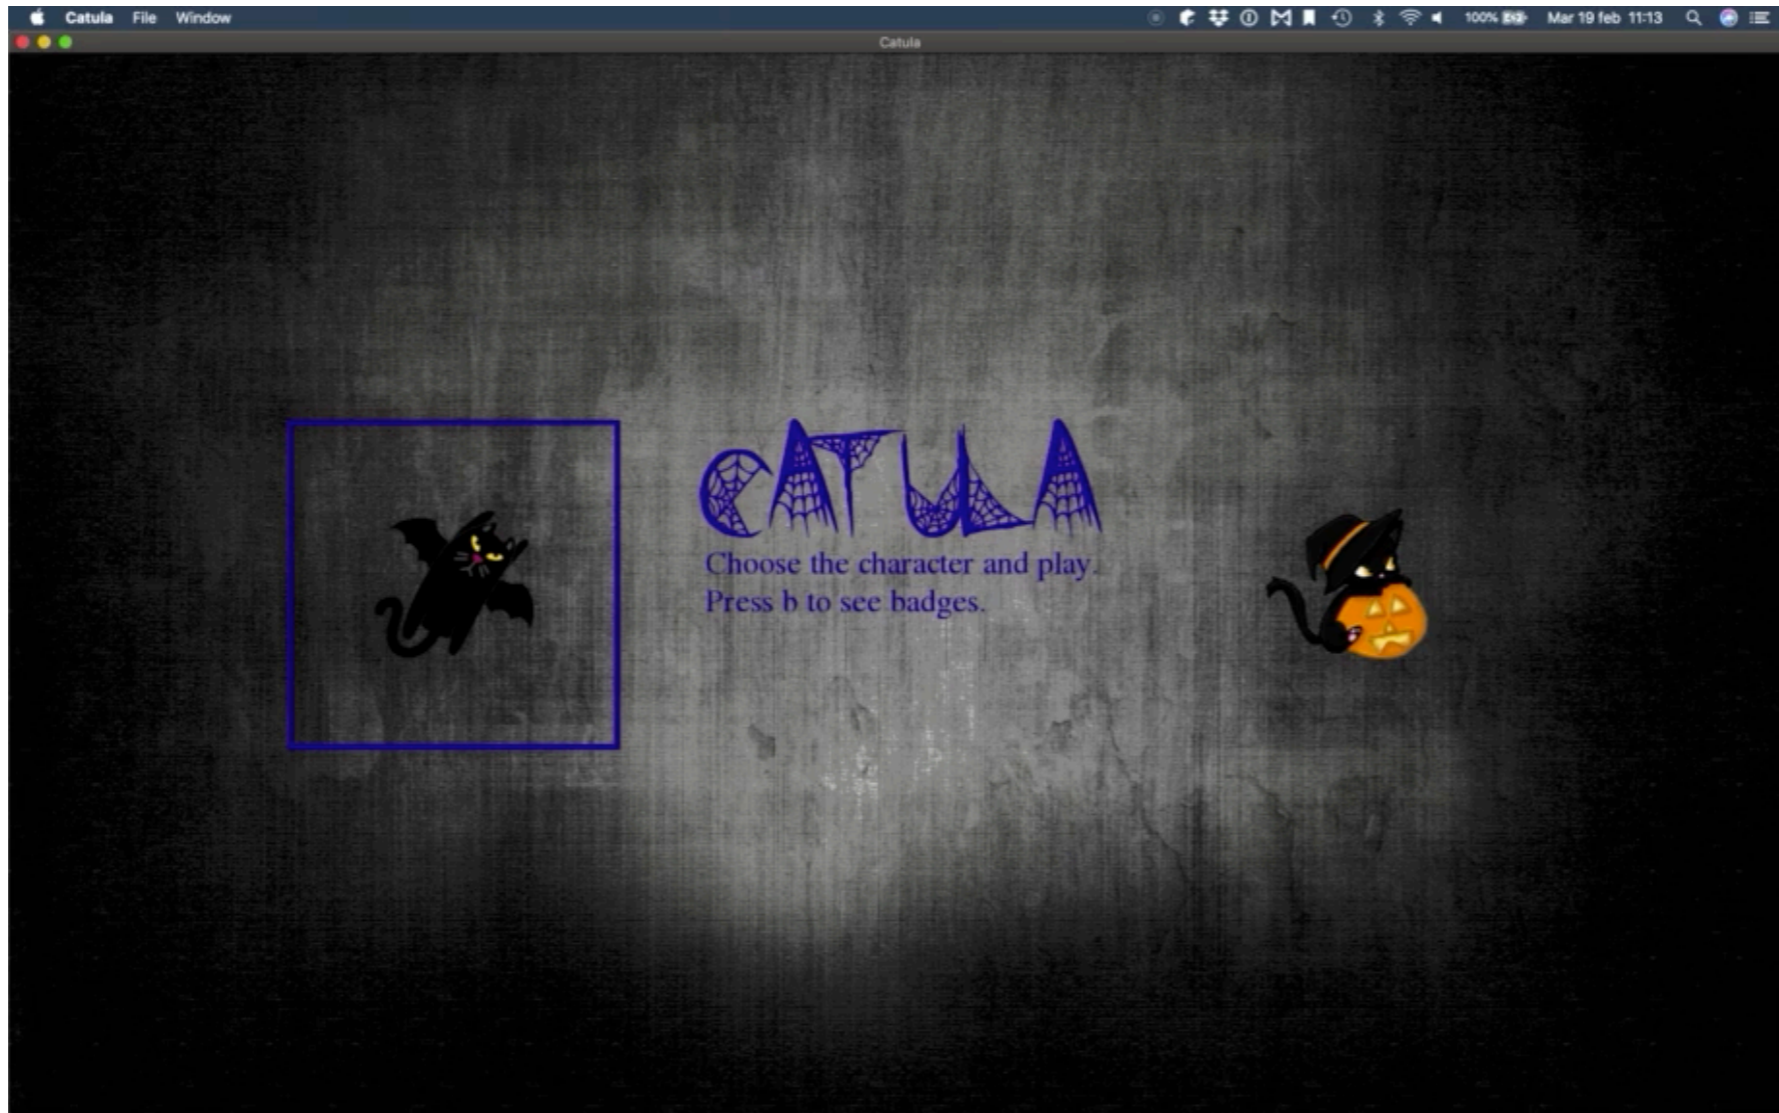 Catula File Window 100% Mar 19 feb 11:13
Catula
CATULA
Choose the character and play.
Press b to see badges.